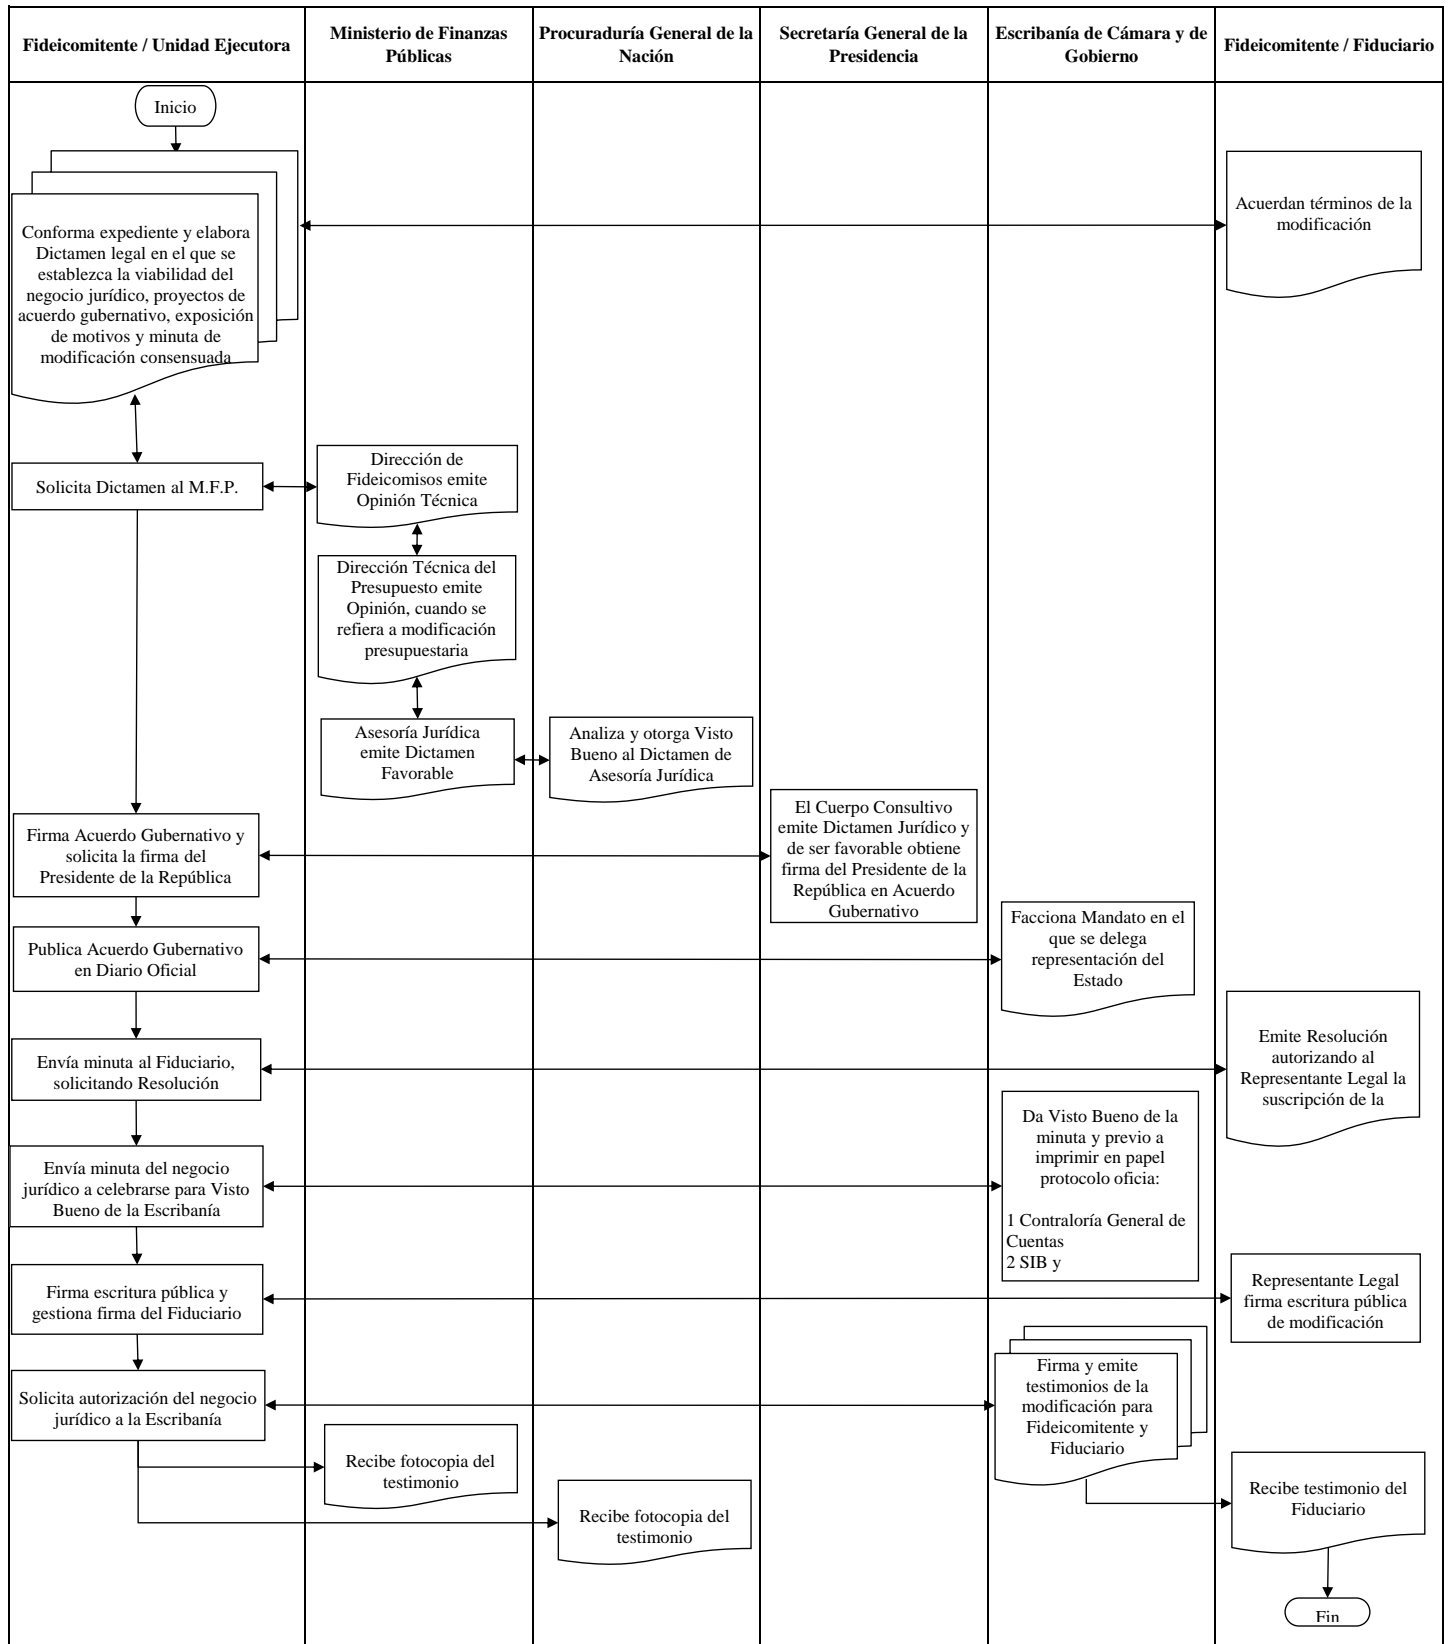 Fideicomitente / Unidad Ejecutora
Ministerio de Finanzas
Públicas
Procuraduría General de la
Nación
Secretaría General de la
Presidencia
Escribanía de Cámara y de
Gobierno
Fideicomitente / Fiduciario
Inicio
Conforma expediente y elabora
Dictamen legal en el que se
establezca la viabilidad del
negocio jurídico, proyectos de
acuerdo gubernativo, exposición
de motivos y minuta de
modificación consensuada
Acuerdan términos de la
modificación
Solicita Dictamen al M.F.P.
Dirección de
Fideicomisos emite
Opinión Técnica
Dirección Técnica del
Presupuesto emite
Opinión, cuando se
refiera a modificación
presupuestaria
Asesoría Jurídica
emite Dictamen
Favorable
Analiza y otorga Visto
Bueno al Dictamen de
Asesoría Jurídica
Firma Acuerdo Gubernativo y
solicita la firma del
Presidente de la República
El Cuerpo Consultivo
emite Dictamen Jurídico y
de ser favorable obtiene
firma del Presidente de la
República en Acuerdo
Gubernativo
Publica Acuerdo Gubernativo
en Diario Oficial
Facciona Mandato en el
que se delega
representación del
Estado
Envía minuta al Fiduciario,
solicitando Resolución
Emite Resolución
autorizando al
Representante Legal la
suscripción de la
Envía minuta del negocio
jurídico a celebrarse para Visto
Bueno de la Escribanía
Da Visto Bueno de la
minuta y previo a
imprimir en papel
protocolo oficia:
1 Contraloría General de
Cuentas
2 SIB y
Firma escritura pública y
gestiona firma del Fiduciario
Representante Legal
firma escritura pública
de modificación
Solicita autorización del negocio
jurídico a la Escribanía
Firma y emite
testimonios de la
modificación para
Fideicomitente y
Fiduciario
Recibe fotocopia del
testimonio
Recibe fotocopia del
testimonio
Recibe testimonio del
Fiduciario
Fin